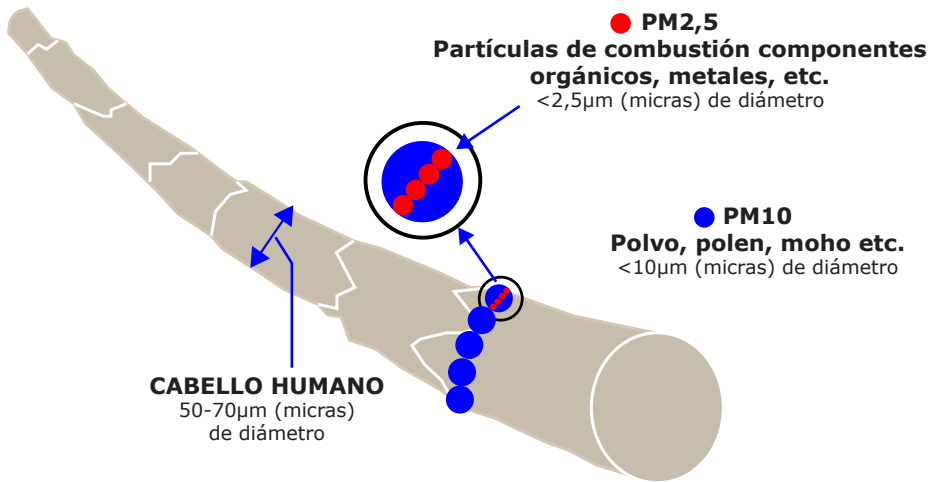 PM2,5
Partículas de combustión componentes
orgánicos, metales, etc.
<2,5µm (micras) de diámetro
PM10
Polvo, polen, moho etc.
<10µm (micras) de diámetro
CABELLO HUMANO
50-70µm (micras)
de diámetro